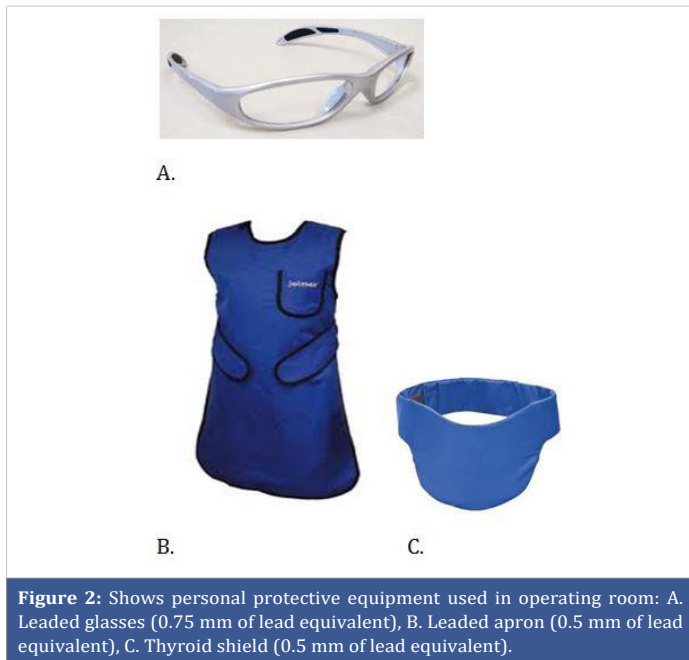 A.
B.
C.
Figure 2: Shows personal protective equipment used in operating room: A.
Leaded glasses (0.75 mm of lead equivalent), B. Leaded apron (0.5 mm of lead
equivalent), C. Thyroid shield (0.5 mm of lead equivalent).